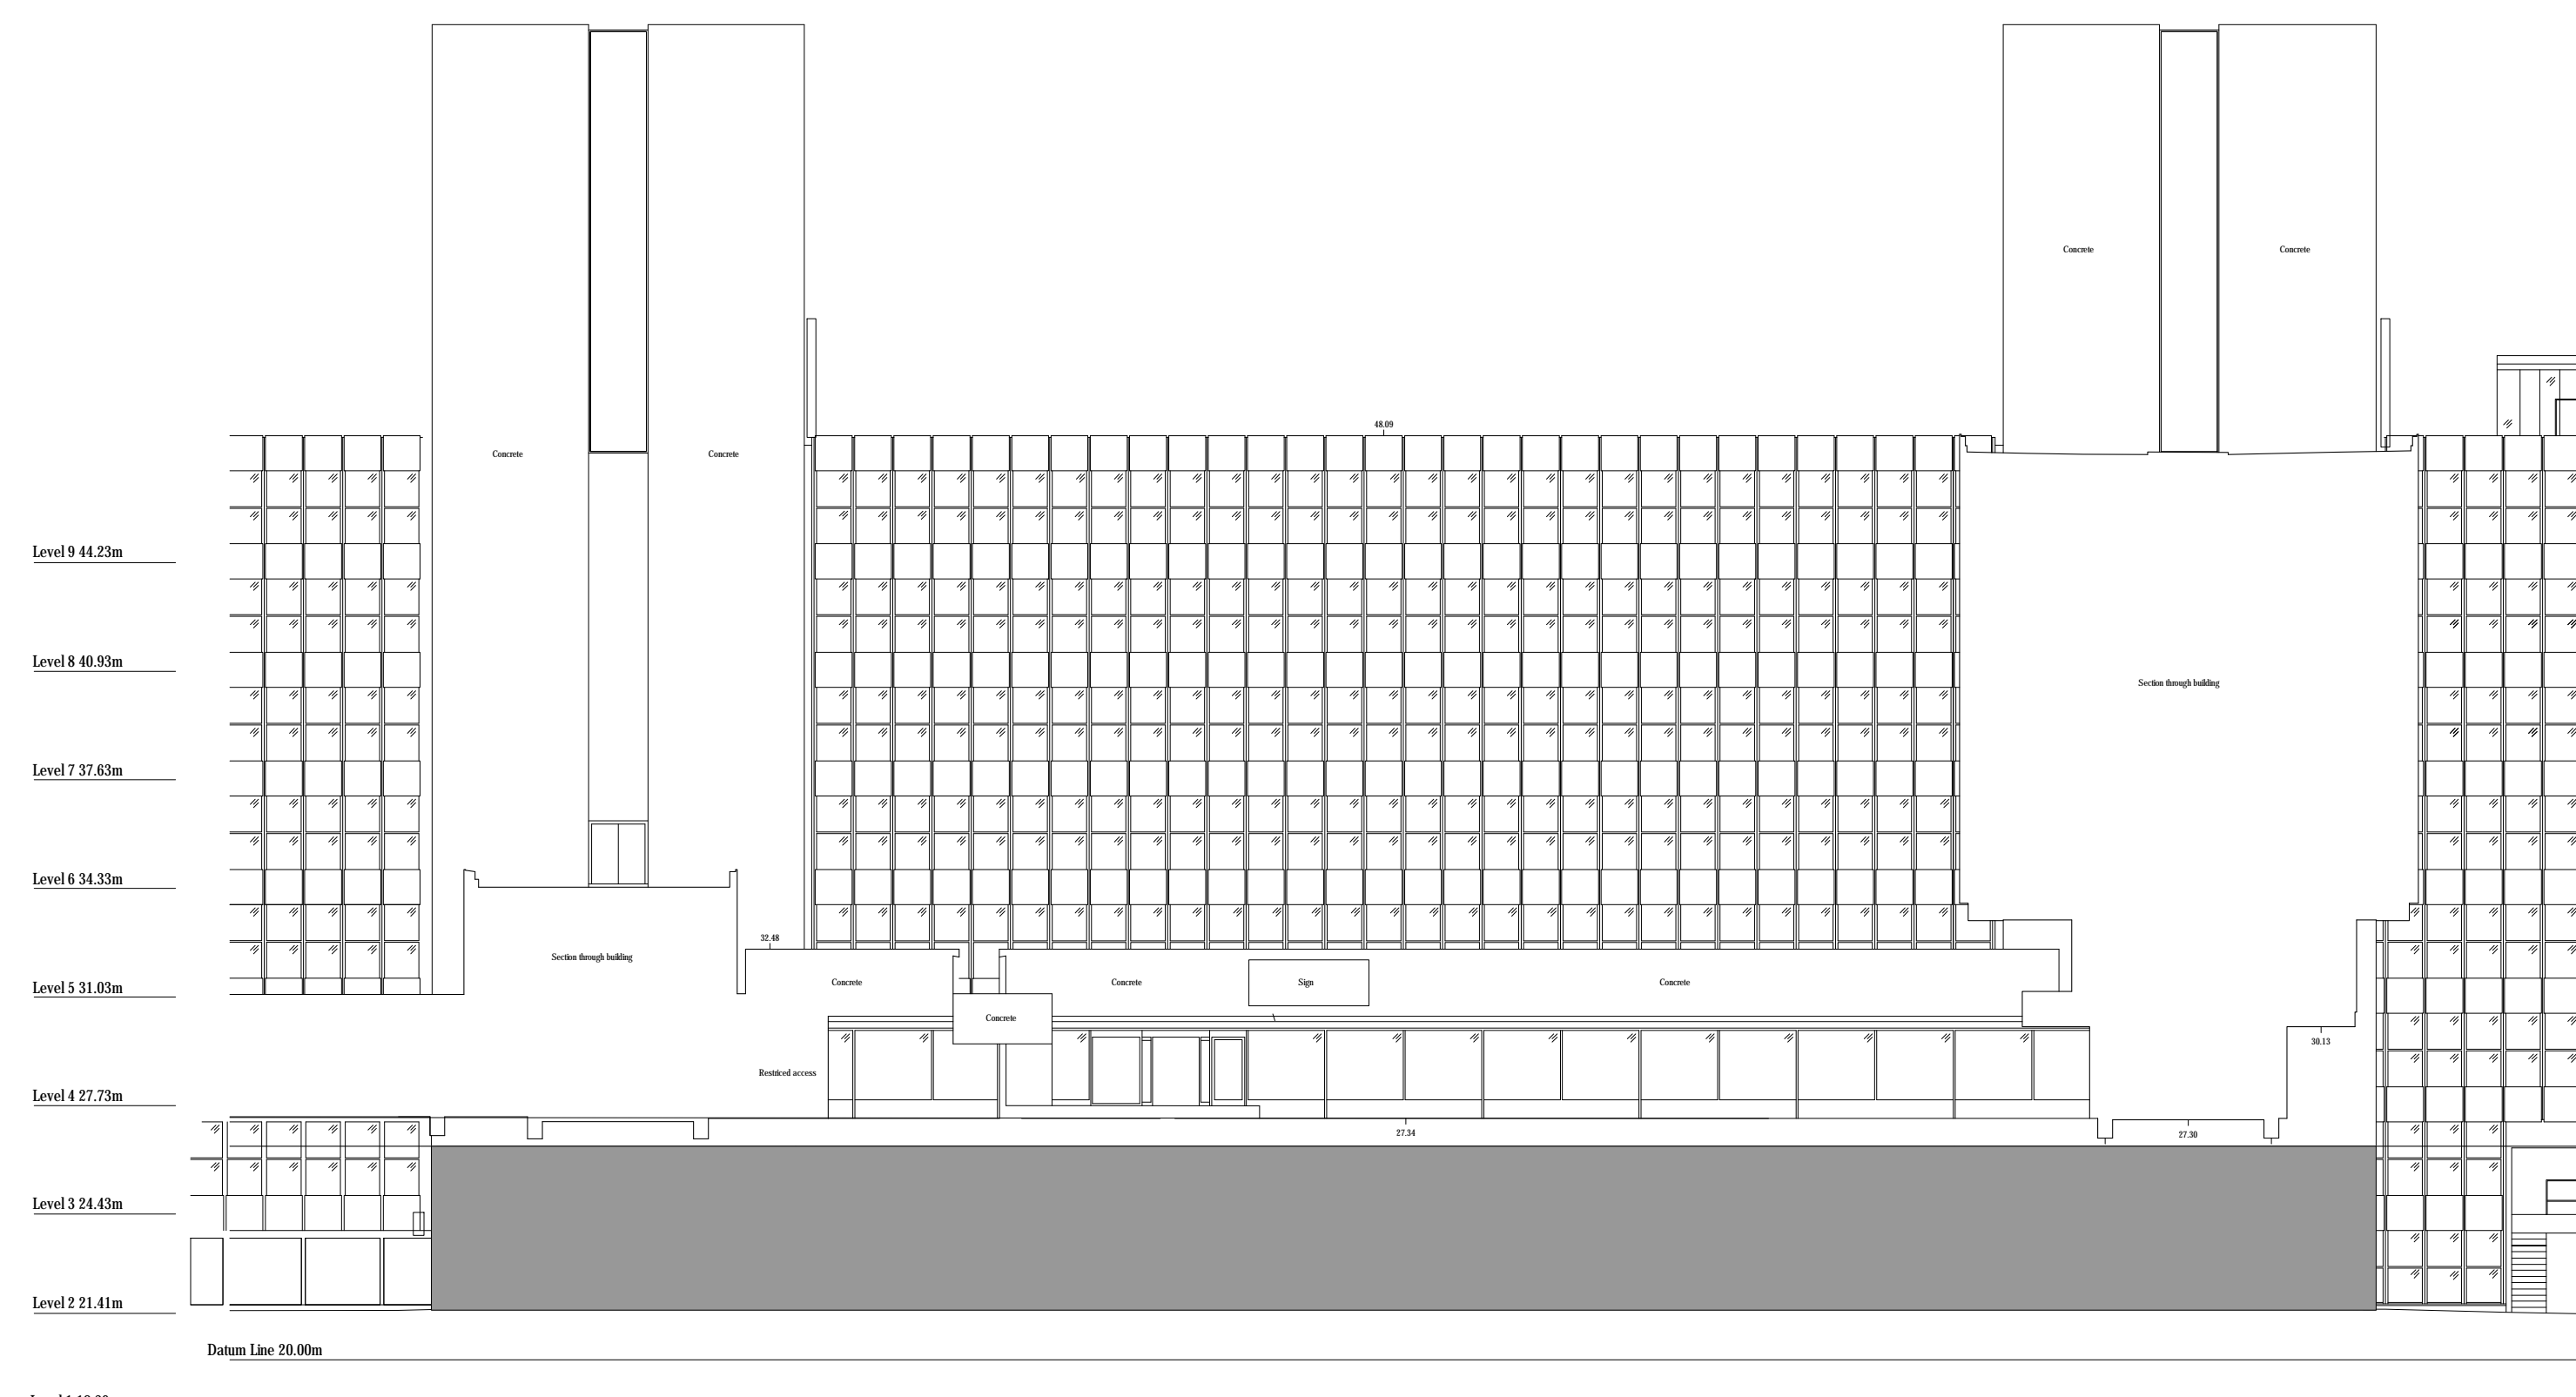 Concrete
Concrete
48.09
Concrete
Concrete
Level 9 44.23m
Level 8 40.93m
Section through building
Level 7 37.63m
Level 6 34.33m
32.48
Section through building
Concrete
Concrete
Sign
Concrete
Level 5 31.03m
Concrete
30.13
Restriced access
Level 4 27.73m
27.34
27.30
Level 3 24.43m
Level 2 21.41m
Datum Line 20.00m